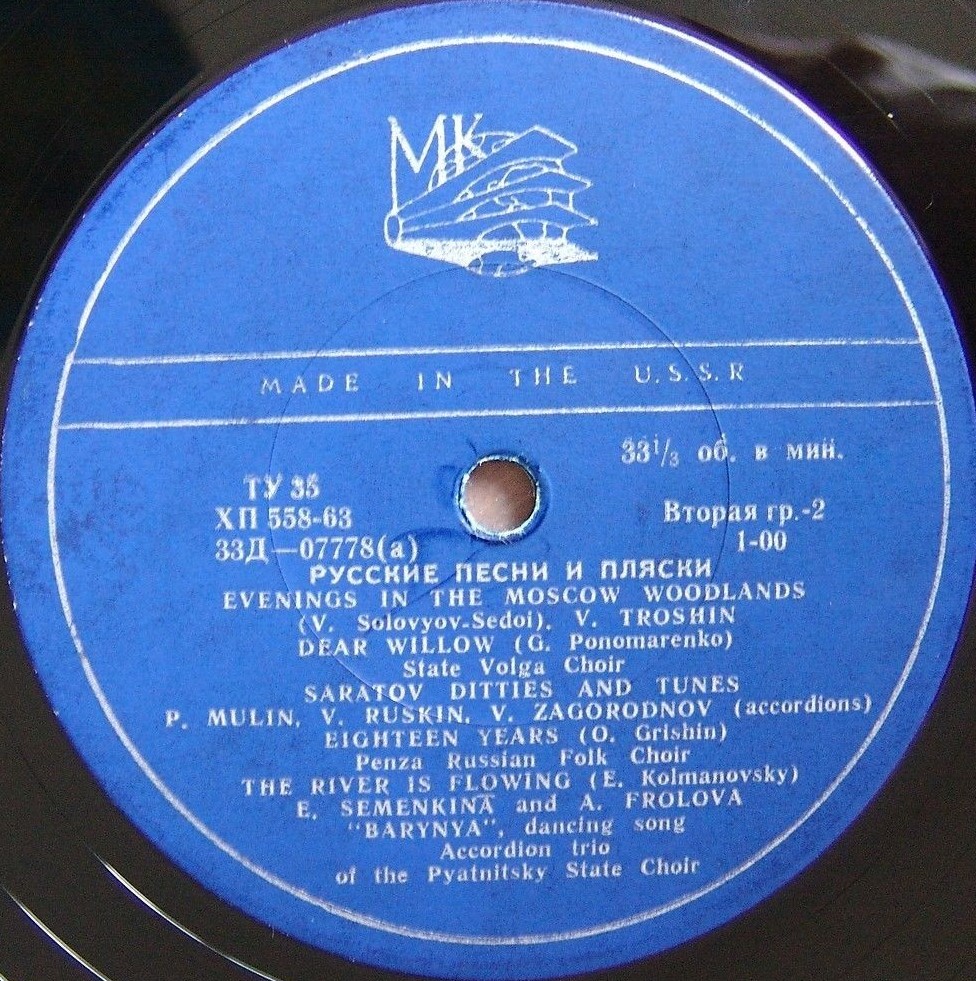 МК
MADE IN THE U.S.S.R
33 1/3 об. в мин.
ТУ 35
ХП 558-63
Вторая гр.-2
33Д—07778(а)
1-00
РУССКИЕ ПЕСНИ И ПЛЯСКИ
EVENINGS IN THE MOSCOW WOODLANDS
(V. Solovyov-Sedoi), V. TROSHIN
DEAR WILLOW (G. Ponomarenko)
State Volga Choir
SARATOV DITTIES AND TUNES
P. MULIN, V. RUSKIN, V. ZAGORODNOV (accordions)
EIGHTEEN YEARS (O. Grishin)
Penza Russian Folk Choir
THE RIVER IS FLOWING (E. Kolmanovsky)
E. SEMENKINA and A. FROLOVA
"BARYNYA", dancing song
Accordion trio
of the Pyatnitsky State Choir